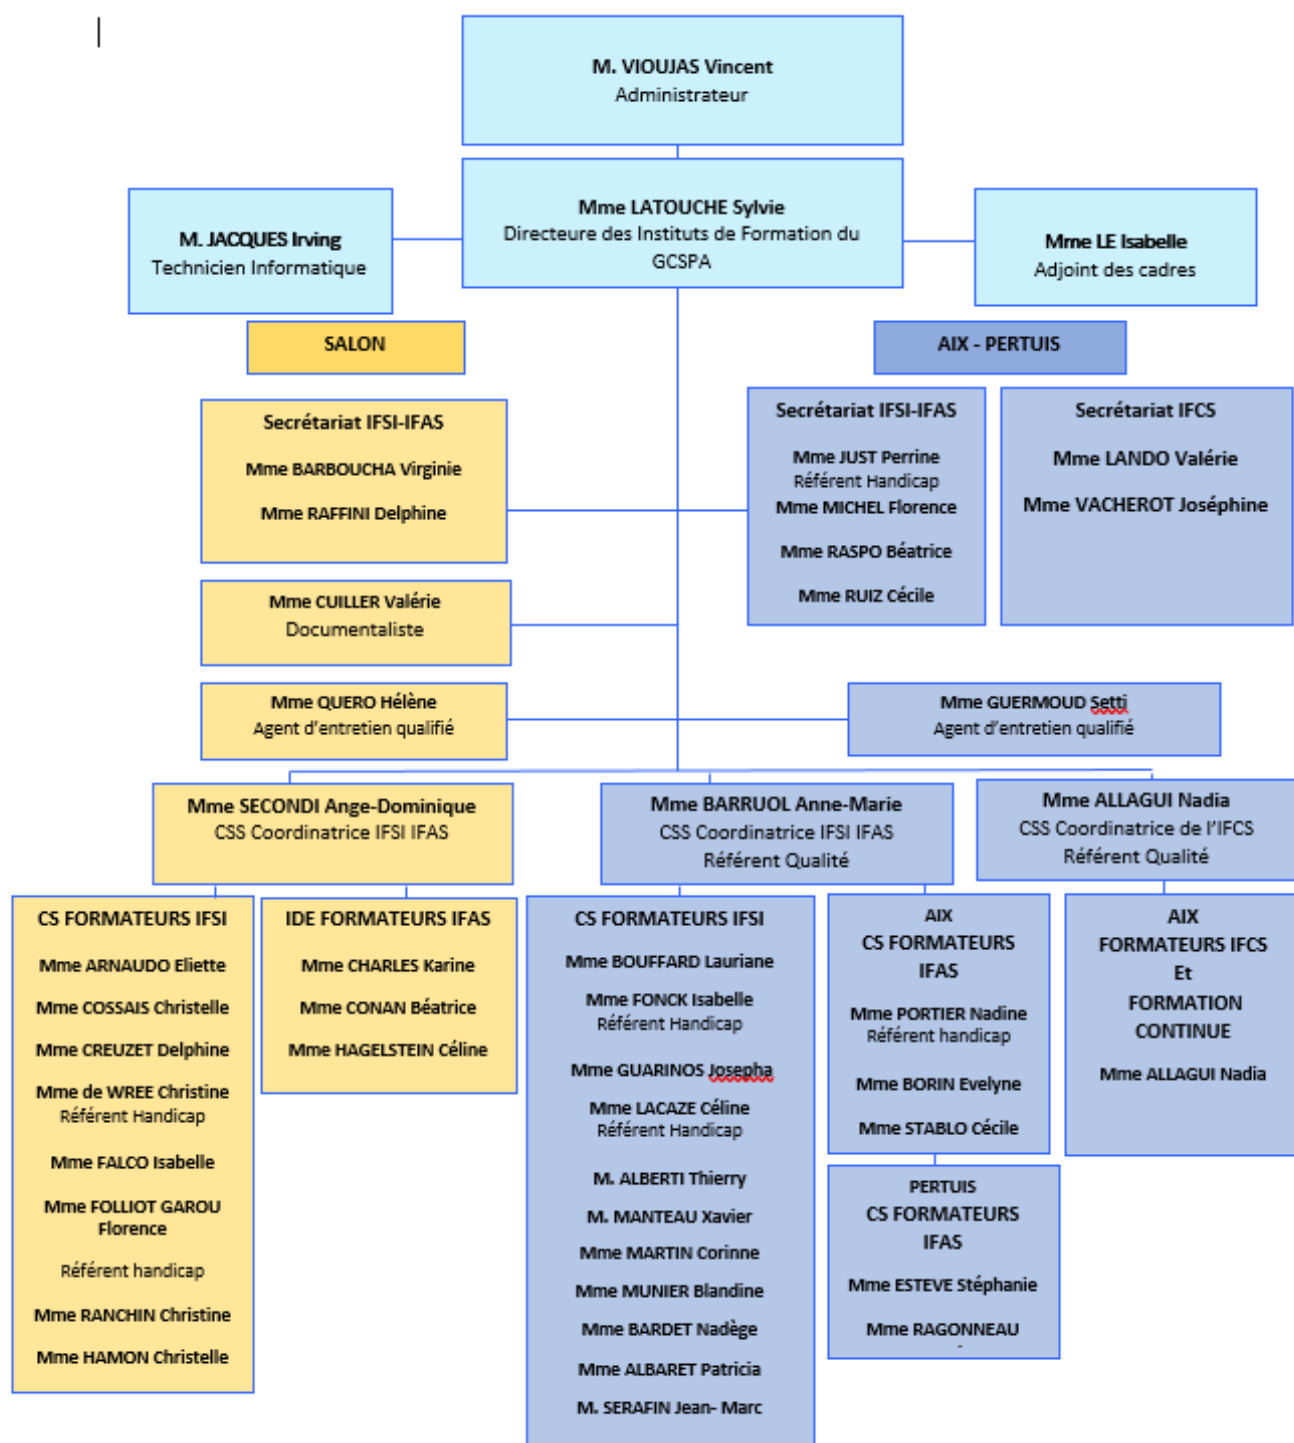 M. VIOUJAS Vincent
Administrateur
Mme LATOUCHE Sylvie
Directeure des Instituts de Formation du
GCSPA
M. JACQUES Irving
Technicien Informatique
Mme LE Isabelle
Adjoint des cadres
SALON
AIX - PERTUIS
Secrétariat IFSI-IFAS
Mme BARBOUCHA Virginie
Mme RAFFINI Delphine
Secrétariat IFSI-IFAS
Mme JUST Perrine
Référent Handicap
Mme MICHEL Florence
Mme RASPO Béatrice
Mme RUIZ Cécile
Secrétariat IFCS
Mme LANDO Valérie
Mme VACHEROT Joséphine
Mme CUILLER Valérie
Documentaliste
Mme QUERO Hélène
Agent d'entretien qualifié
Mme GUERMOUD Setti
Agent d'entretien qualifié
Mme SECONDI Ange-Dominique
CSS Coordinatrice IFSI IFAS
Mme BARRUOL Anne-Marie
CSS Coordinatrice IFSI IFAS
Référent Qualité
Mme ALLAGUI Nadia
CSS Coordinatrice de l'IFCS
Référent Qualité
CS FORMATEURS IFSI
Mme ARNAUDO Eliette
Mme COSSAIS Christelle
Mme CREUZET Delphine
Mme de WREE Christine
Référent Handicap
Mme FALCO Isabelle
Mme FOLLIOT GAROU
Florence
Référent handicap
Mme RANCHIN Christine
Mme HAMON Christelle
IDE FORMATEURS IFAS
Mme CHARLES Karine
Mme CONAN Béatrice
Mme HAGELSTEIN Céline
CS FORMATEURS IFSI
Mme BOUFFARD Lauriane
Mme FONCK Isabelle
Référent Handicap
Mme GUARINOS Josepha
Mme LACAZE Céline
Référent Handicap
M. ALBERTI Thierry
M. MANTEAU Xavier
Mme MARTIN Corinne
Mme MUNIER Blandine
Mme BARDET Nadège
Mme ALBARET Patricia
M. SERAFIN Jean- Marc
AIX
CS FORMATEURS
IFAS
Mme PORTIER Nadine
Référent handicap
Mme BORIN Evelyne
Mme STABLO Cécile
PERTUIS
CS FORMATEURS
IFAS
Mme ESTEVE Stéphanie
Mme RAGONNEAU
AIX
FORMATEURS IFCS
Et
FORMATION
CONTINUE
Mme ALLAGUI Nadia